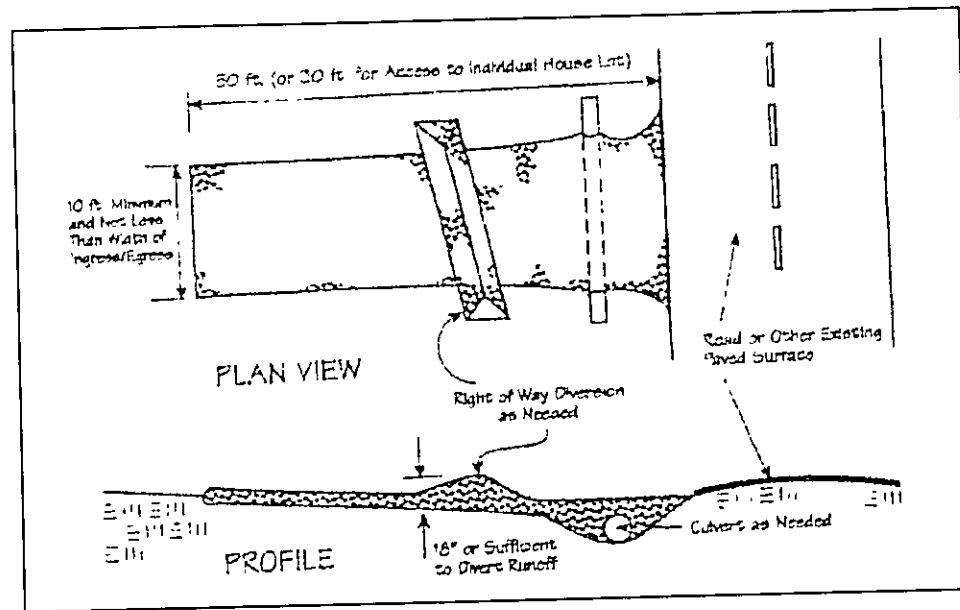 50 ft. (or 30 ft. for Access to Individual House Lot)
10 ft. Minimum
and Not Less
Than Width of
Ingress/Egress
Road or Other Existing
Paved Surface
PLAN VIEW
Right of Way Diversion
as Needed
Culvert as Needed
18" or Sufficient
to Divert Runoff
PROFILE